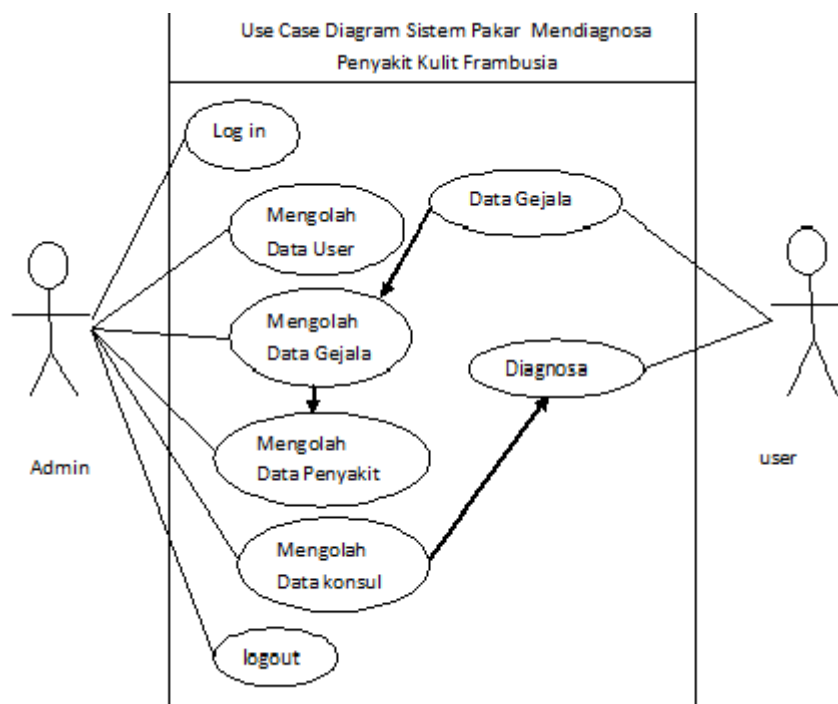 Use Case Diagram Sistem Pakar Mendiagnosa
Penyakit Kulit Frambusia
Log in
Mengolah
Data User
Data Gejala
Mengolah
Data Gejala
Diagnosa
Mengolah
Data Penyakit
Admin
user
Mengolah
Data konsul
logout